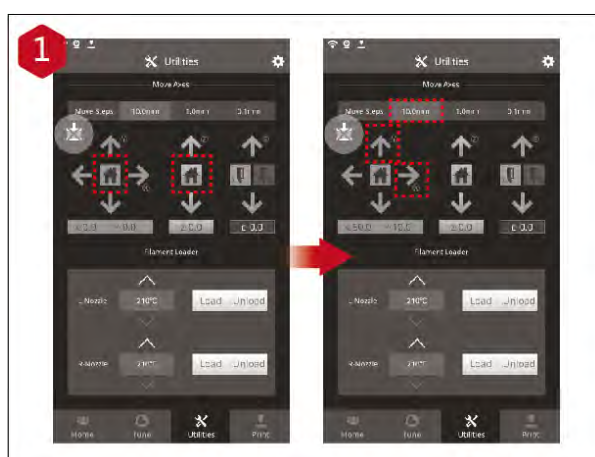 1
Utilities
Move Axes
Move Steps 10.0mm 1.0mm 0.1mm
Filament Loader
L-Nozzle 210°C Load Unload
R-Nozzle 210°C Load Unload
Home Tune Utilities Print
Utilities
Move Axes
Move Steps 10.0mm 1.0mm 0.1mm
Filament Loader
L-Nozzle 210°C Load Unload
R-Nozzle 210°C Load Unload
Home Tune Utilities Print